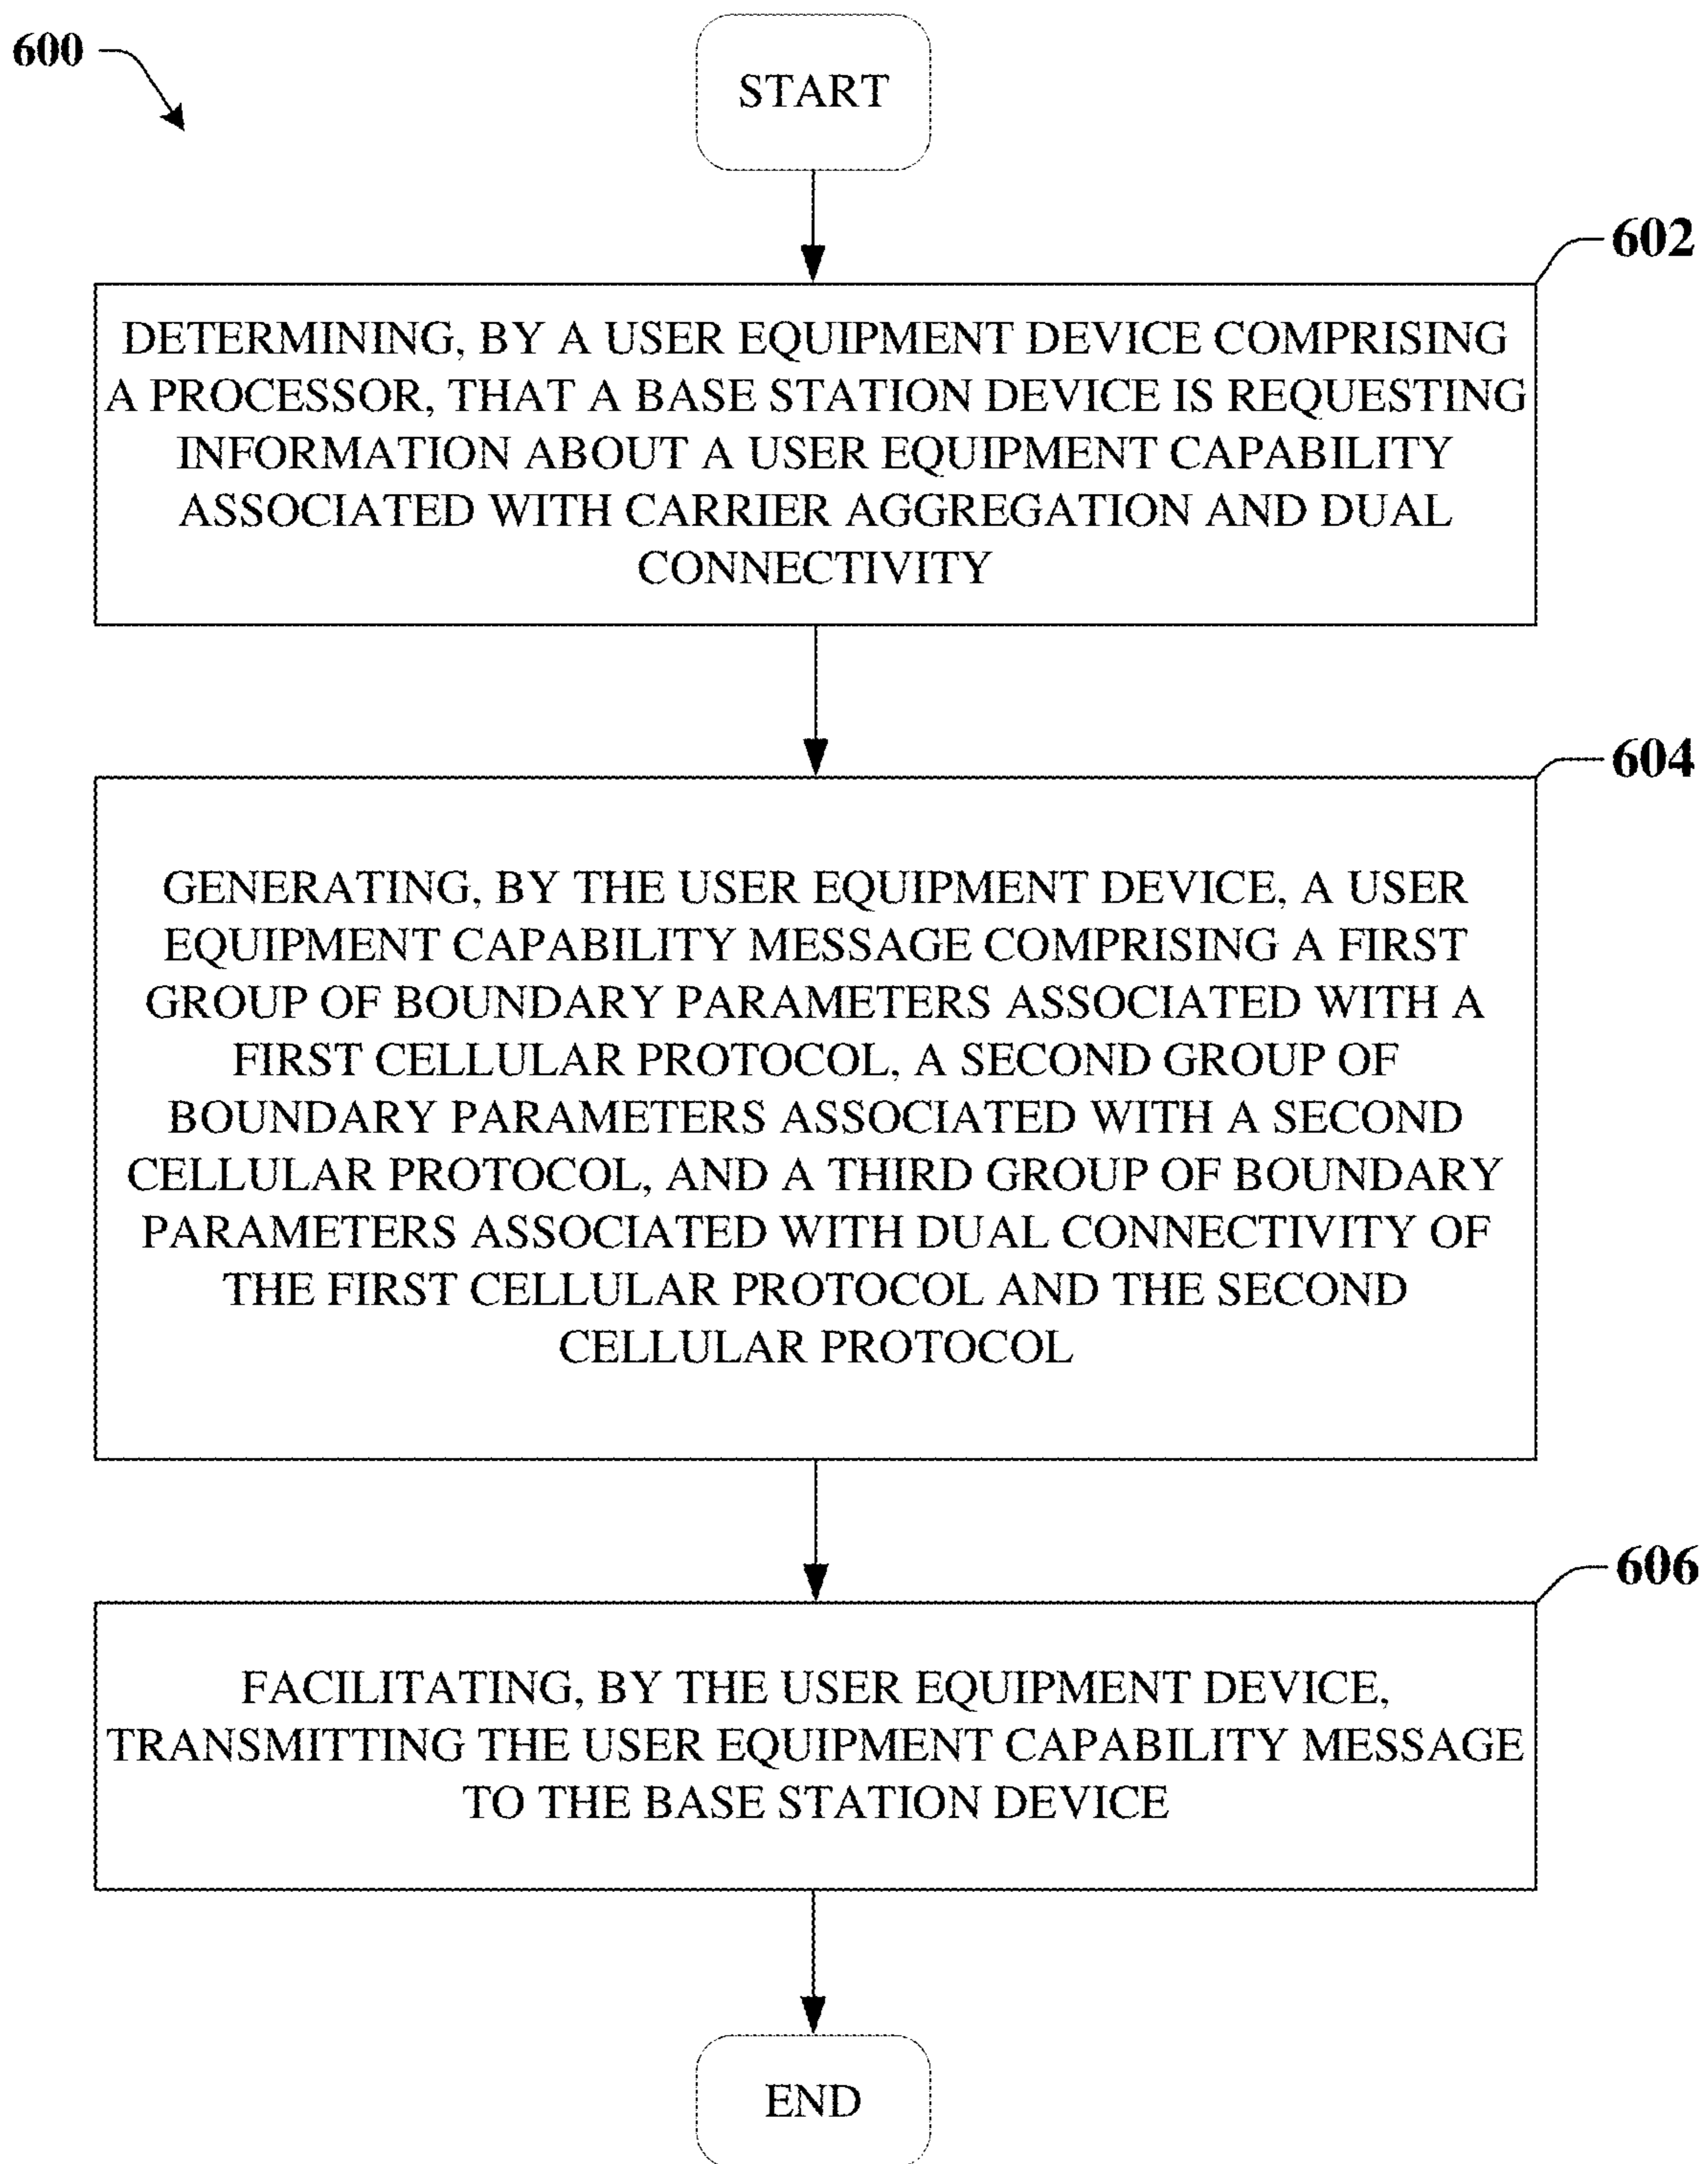 600
START
602
DETERMINING, BY A USER EQUIPMENT DEVICE COMPRISING
A PROCESSOR, THAT A BASE STATION DEVICE IS REQUESTING
INFORMATION ABOUT A USER EQUIPMENT CAPABILITY
ASSOCIATED WITH CARRIER AGGREGATION AND DUAL
CONNECTIVITY
604
GENERATING, BY THE USER EQUIPMENT DEVICE, A USER
EQUIPMENT CAPABILITY MESSAGE COMPRISING A FIRST
GROUP OF BOUNDARY PARAMETERS ASSOCIATED WITH A
FIRST CELLULAR PROTOCOL, A SECOND GROUP OF
BOUNDARY PARAMETERS ASSOCIATED WITH A SECOND
CELLULAR PROTOCOL, AND A THIRD GROUP OF BOUNDARY
PARAMETERS ASSOCIATED WITH DUAL CONNECTIVITY OF
THE FIRST CELLULAR PROTOCOL AND THE SECOND
CELLULAR PROTOCOL
606
FACILITATING, BY THE USER EQUIPMENT DEVICE,
TRANSMITTING THE USER EQUIPMENT CAPABILITY MESSAGE
TO THE BASE STATION DEVICE
END